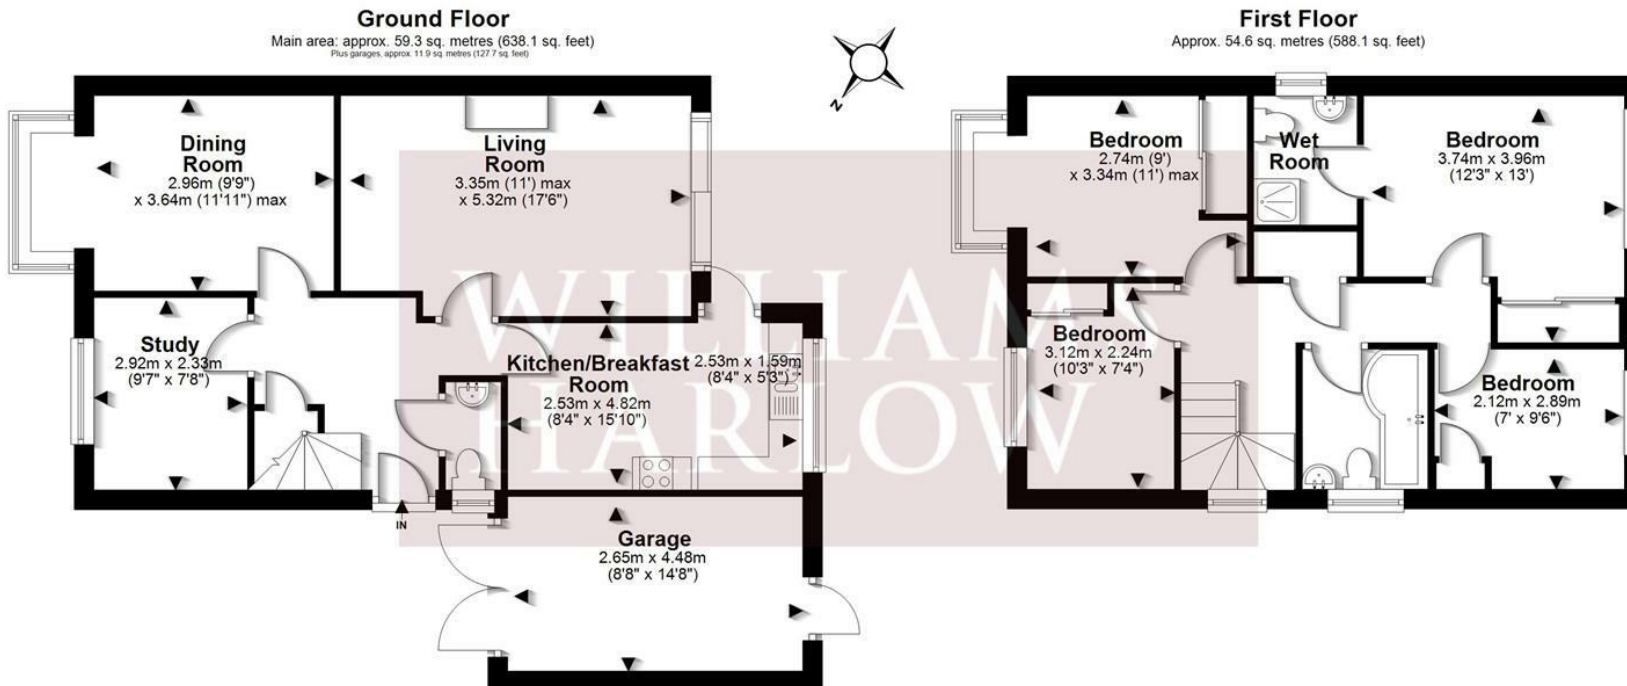 Ground Floor
Main area: approx. 59.3 sq. metres (638.1 sq. feet)
Plus garages, approx. 11.9 sq. metres (127.7 sq. feet)
N
First Floor
Approx. 54.6 sq. metres (588.1 sq. feet)
Dining
Room
2.96m (9'9")
x 3.64m (11'11") max
Living
Room
3.35m (11') max
x 5.32m (17'6")
Study
2.92m x 2.33m
(9'7" x 7'8")
Kitchen/Breakfast
Room
2.53m x 4.82m
(8'4" x 15'10")
2.53m x 1.59m
(8'4" x 5'3")
IN
Garage
2.65m x 4.48m
(8'8" x 14'8")
Bedroom
2.74m (9')
x 3.34m (11') max
Wet
Room
Bedroom
3.74m x 3.96m
(12'3" x 13')
Bedroom
3.12m x 2.24m
(10'3" x 7'4")
Bedroom
2.12m x 2.89m
(7' x 9'6")
WILLIAMS
HARLOW